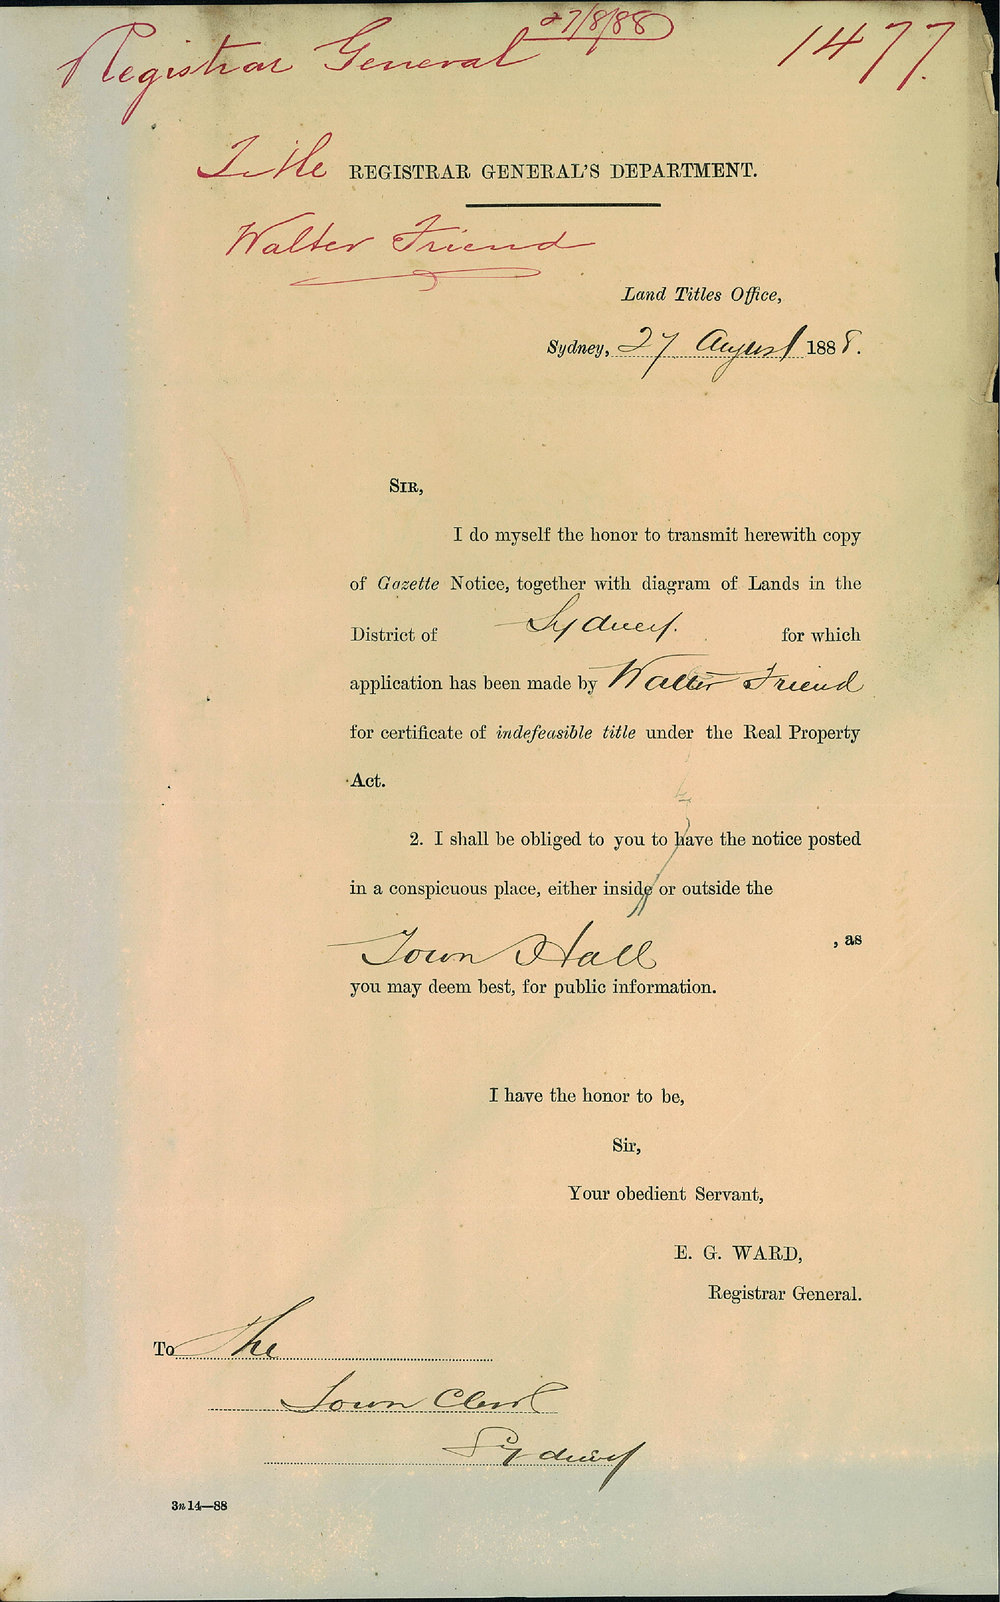 27/8/88
Registrar General 1477.
Title REGISTRAR GENERAL'S DEPARTMENT.
Walter Friend
Land Titles Office,
Sydney, 27 August 1888.
SIR,
I do myself the honor to transmit herewith copy
of Gazette Notice, together with diagram of Lands in the
District of Sydney. for which
application has been made by Walter Friend
for certificate of indefeasible title under the Real Property
Act.
2. I shall be obliged to you to have the notice posted
in a conspicuous place, either inside or outside the
Town Hall , as
you may deem best, for public information.
I have the honor to be,
Sir,
Your obedient Servant,
E. G. WARD,
Registrar General.
To The
Town Clerk
Sydney
3n14—88